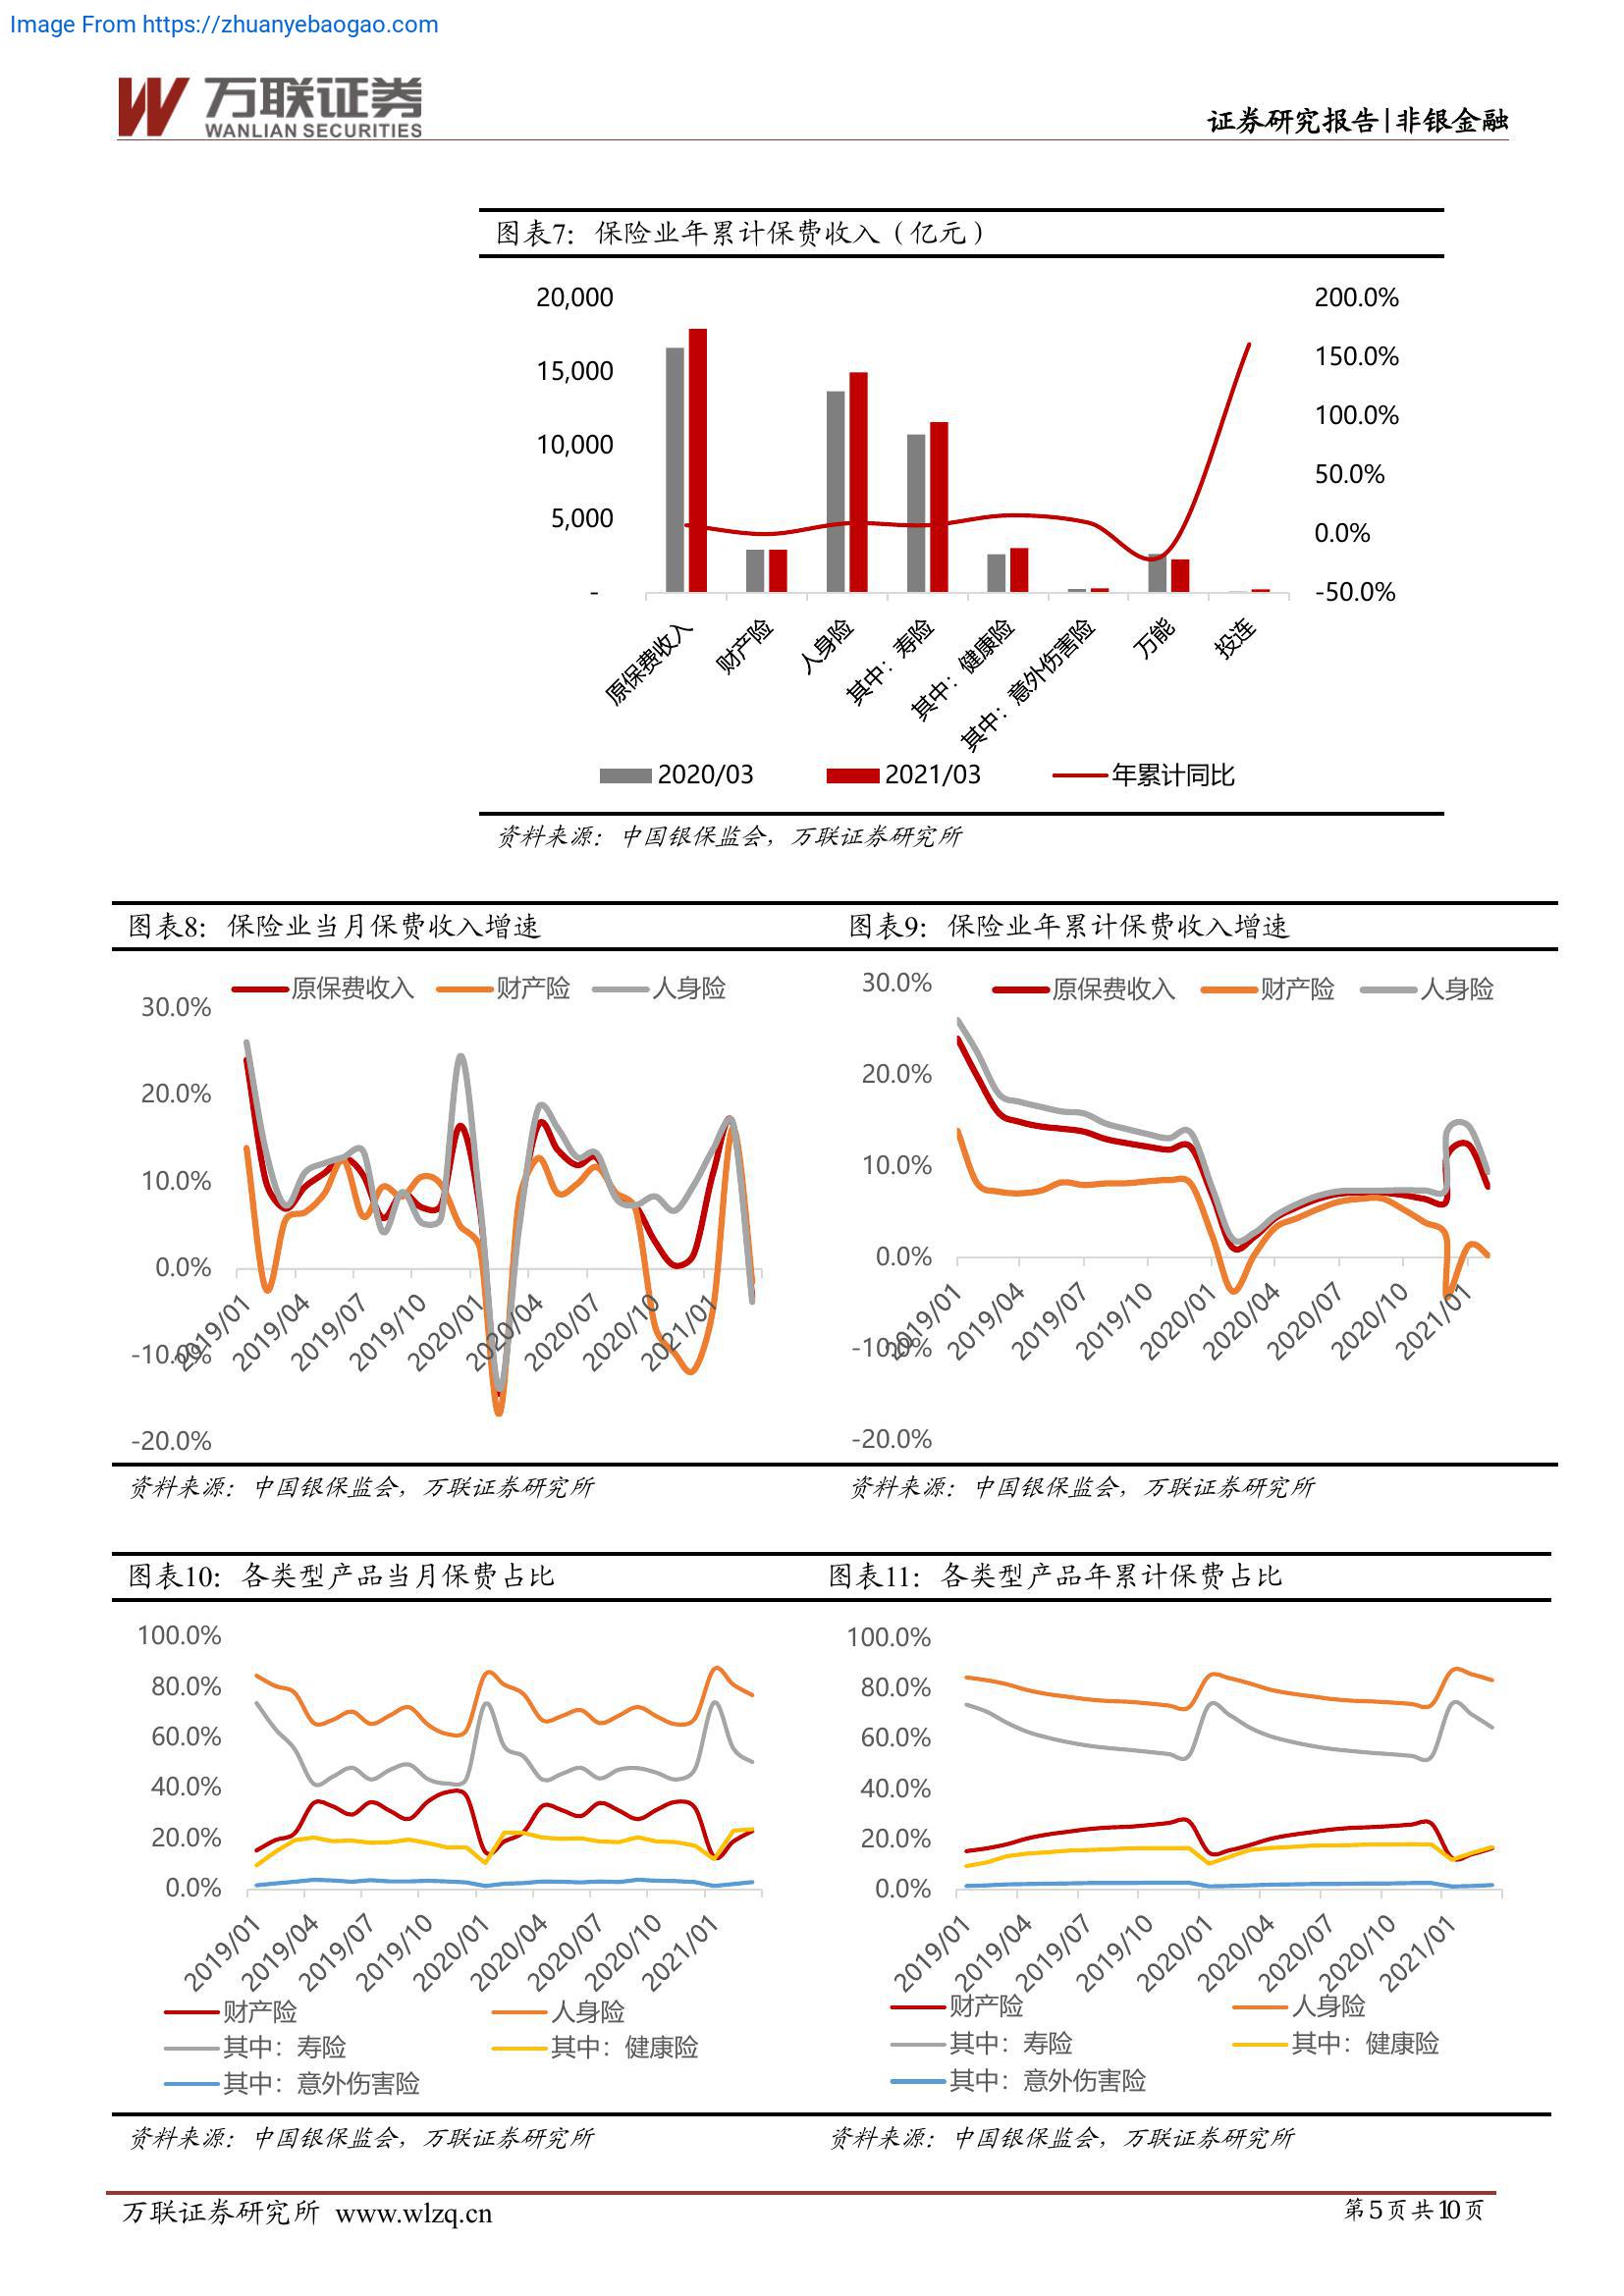 Image From https://zhuanyebaogao.com
万联证券
WANLIAN SECURITIES
证券研究报告|非银金融
图表7：保险业年累计保费收入（亿元）
20,000
15,000
10,000
5,000
-
200.0%
150.0%
100.0%
50.0%
0.0%
-50.0%
原保费收入
财产险
人身险
其中：寿险
其中：健康险
其中：意外伤害险
万能
投连
2020/03 2021/03 年累计同比
资料来源：中国银保监会，万联证券研究所
图表8：保险业当月保费收入增速
原保费收入 财产险 人身险
30.0%
20.0%
10.0%
0.0%
-10.0%
-20.0%
2019/01
2019/04
2019/07
2019/10
2020/01
2020/04
2020/07
2020/10
2021/01
资料来源：中国银保监会，万联证券研究所
图表9：保险业年累计保费收入增速
原保费收入 财产险 人身险
30.0%
20.0%
10.0%
0.0%
-10.0%
-20.0%
2019/01
2019/04
2019/07
2019/10
2020/01
2020/04
2020/07
2020/10
2021/01
资料来源：中国银保监会，万联证券研究所
图表10：各类型产品当月保费占比
100.0%
80.0%
60.0%
40.0%
20.0%
0.0%
2019/01
2019/04
2019/07
2019/10
2020/01
2020/04
2020/07
2020/10
2021/01
财产险 人身险
其中：寿险 其中：健康险
其中：意外伤害险
资料来源：中国银保监会，万联证券研究所
图表11：各类型产品年累计保费占比
100.0%
80.0%
60.0%
40.0%
20.0%
0.0%
2019/01
2019/04
2019/07
2019/10
2020/01
2020/04
2020/07
2020/10
2021/01
财产险 人身险
其中：寿险 其中：健康险
其中：意外伤害险
资料来源：中国银保监会，万联证券研究所
万联证券研究所 www.wlzq.cn
第5页共10页